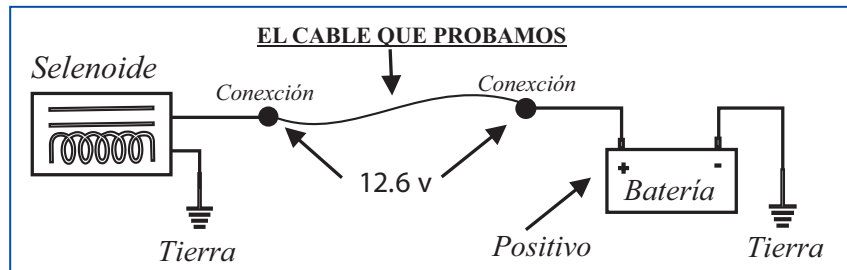 EL CABLE QUE PROBAMOS
Selenoide
Conexción
Conexción
12.6 v
+ -
Batería
Tierra
Positivo
Tierra